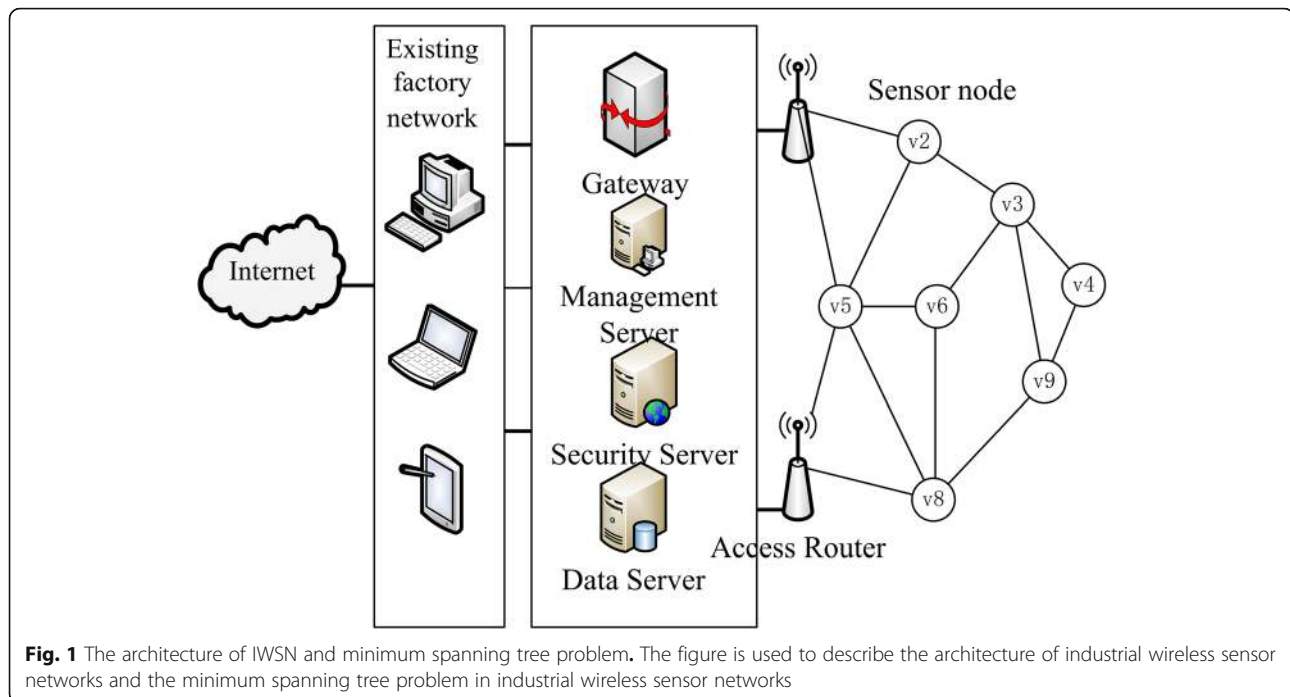 Existing
factory
network
Internet
Gateway
Management
Server
Security Server
Data Server
Sensor node
v2
v3
v4
v5
v6
v9
v8
Access Router
Fig. 1 The architecture of IWSN and minimum spanning tree problem. The figure is used to describe the architecture of industrial wireless sensor
networks and the minimum spanning tree problem in industrial wireless sensor networks